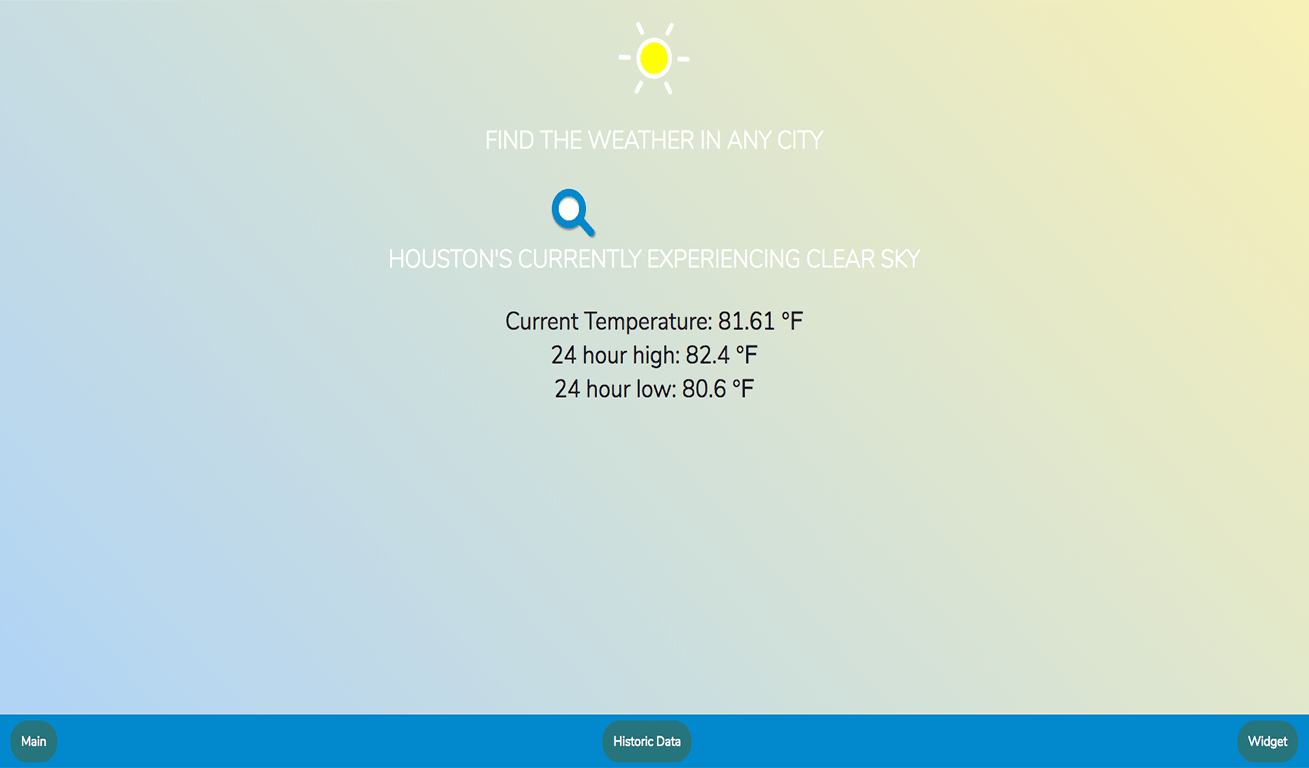 FIND THE WEATHER IN ANY CITY
HOUSTON'S CURRENTLY EXPERIENCING CLEAR SKY
Current Temperature: 81.61 °F
24 hour high: 82.4 °F
24 hour low: 80.6 °F
Main
Historic Data
Widget